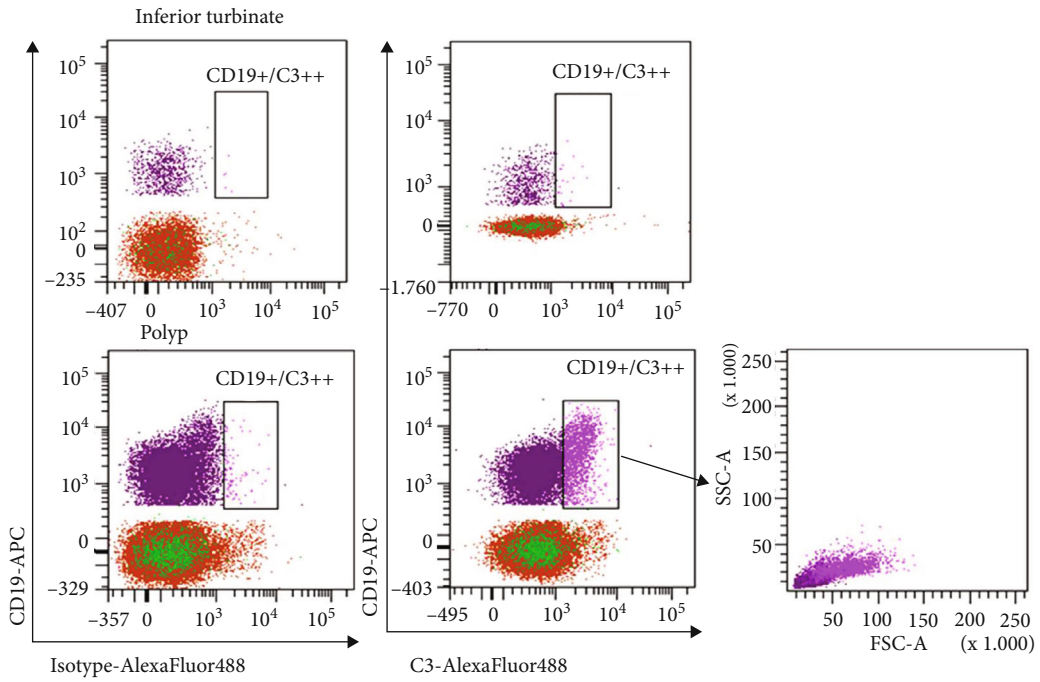 Inferior turbinate
CD19+/C3++
10^5
10^4
10^3
10^2
0
−235
−407 0 10^3 10^4 10^5
CD19+/C3++
10^5
10^4
10^3
0
−1.760
−770 0 10^3 10^4 10^5
Polyp
CD19+/C3++
10^5
10^4
10^3
0
−329
−357 0 10^3 10^4 10^5
CD19-APC
Isotype-AlexaFluor488
CD19+/C3++
10^5
10^4
10^3
0
−403
−495 0 10^3 10^4 10^5
CD19-APC
C3-AlexaFluor488
(x 1.000)
SSC-A
250
200
150
100
50
50 100 150 200 250
FSC-A (x 1.000)